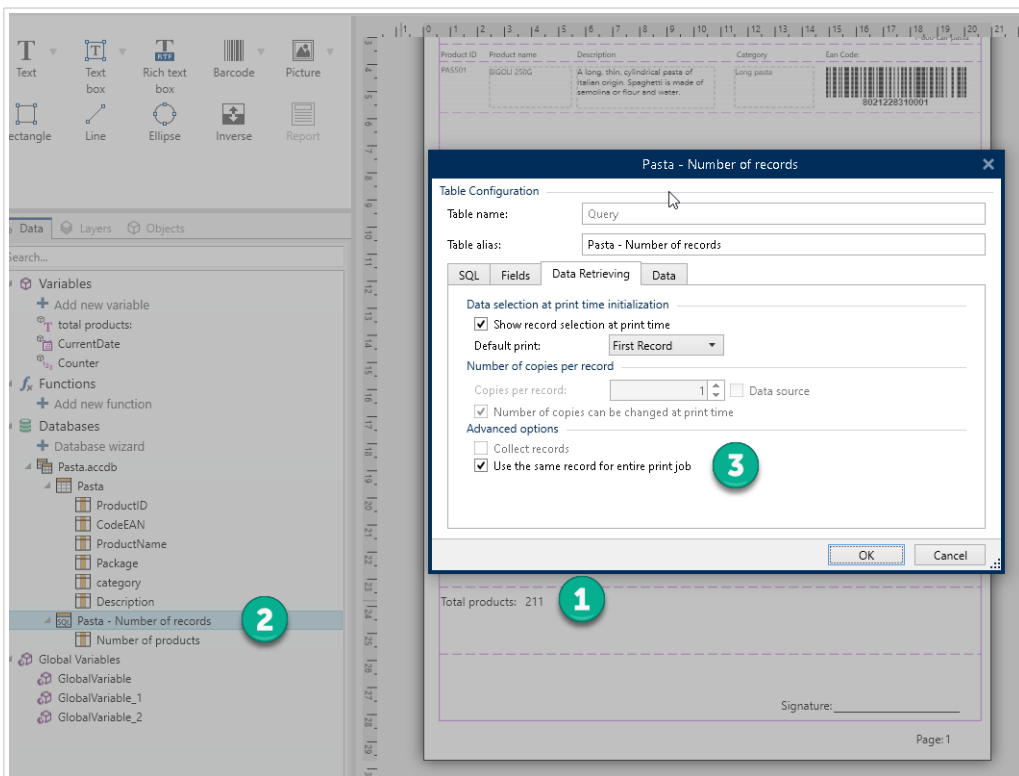 Text
Text box
Rich text box
Barcode
Picture
ectangle
Line
Ellipse
Inverse
Report
RTF
Data
Layers
Objects
Search...
Variables
Add new variable
total products:
CurrentDate
Counter
Functions
Add new function
Databases
Database wizard
Pasta.accdb
Pasta
ProductID
CodeEAN
ProductName
Package
category
Description
SQL Pasta - Number of records
2
Number of products
Global Variables
GlobalVariable
GlobalVariable_1
GlobalVariable_2
Product ID Product name Description Category Ean Code:
PAS501 BIGOLI 250G A long, thin, cylindrical pasta of Long pasta
italian origin. Spaghetti is made of
semolina or flour and water.
8021228310001
Pasta - Number of records
Table Configuration
Table name: Query
Table alias: Pasta - Number of records
SQL Fields Data Retrieving Data
Data selection at print time initialization
Show record selection at print time
Default print: First Record
Number of copies per record
Copies per record: 1 Data source
Number of copies can be changed at print time
Advanced options
Collect records
Use the same record for entire print job
3
OK Cancel
Total products: 211
1
Signature:
Page: 1